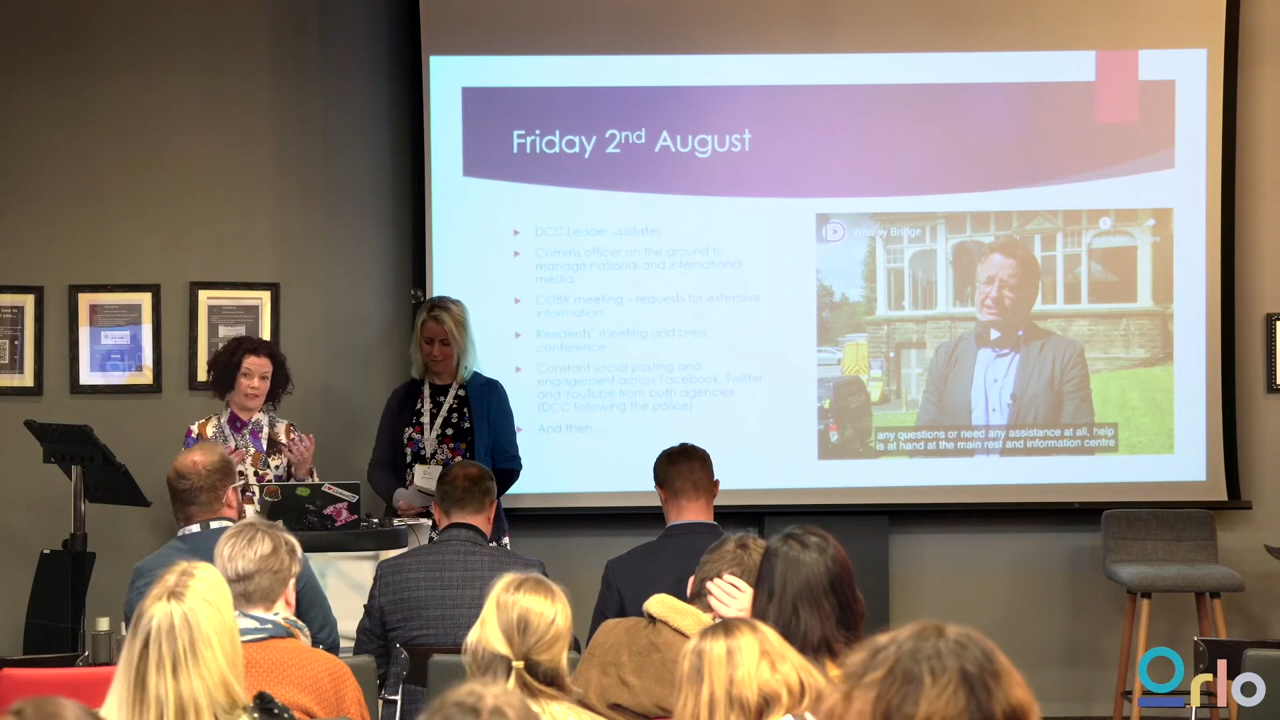 Friday 2nd August
DCC Leader updates
Comms officer on the ground to
manage national and international
media
COBR meeting – requests for extensive
information
Residents' meeting and press
conference
Constant social posting and
engagement across Facebook, Twitter
and YouTube from both agencies
(DCC following the police)
And then...
Whaley Bridge
any questions or need any assistance at all, help
is at hand at the main rest and information centre
Orlo